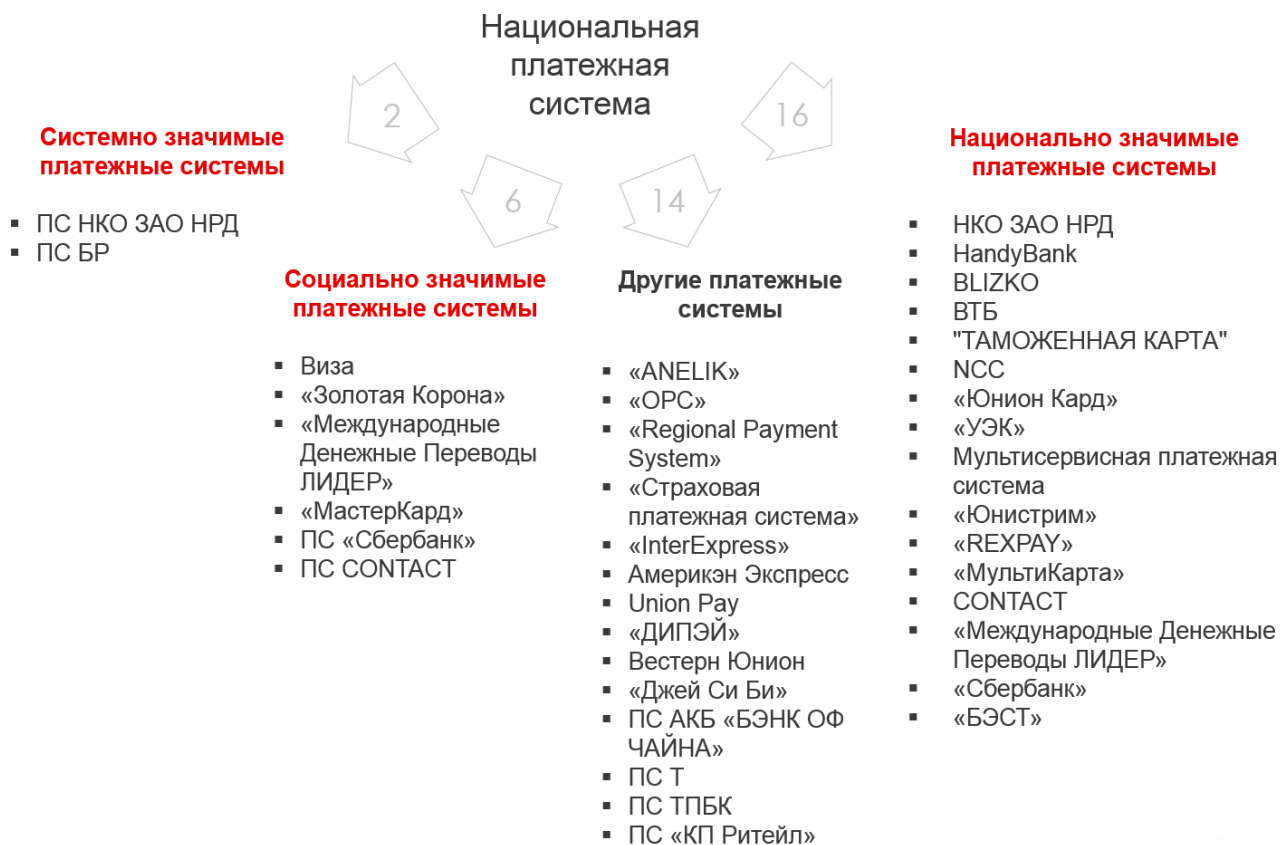 Национальная
платежная
система
2
16
6
14
Системно значимые
платежные системы
▪ ПС НКО ЗАО НРД
▪ ПС БР
Социально значимые
платежные системы
▪ Виза
▪ «Золотая Корона»
▪ «Международные
Денежные Переводы
ЛИДЕР»
▪ «МастерКард»
▪ ПС «Сбербанк»
▪ ПС CONTACT
Другие платежные
системы
▪ «ANELIK»
▪ «ОРС»
▪ «Regional Payment
System»
▪ «Страховая
платежная система»
▪ «InterExpress»
▪ Американ Экспресс
▪ Union Pay
▪ «ДИПЭЙ»
▪ Вестерн Юнион
▪ «Джей Си Би»
▪ ПС АКБ «БЭНК ОФ
ЧАЙНА»
▪ ПС Т
▪ ПС ТПБК
▪ ПС «КП Ритейл»
Национально значимые
платежные системы
▪ НКО ЗАО НРД
▪ HandyBank
▪ BLIZKO
▪ ВТБ
▪ "ТАМОЖЕННАЯ КАРТА"
▪ NCC
▪ «Юнион Кард»
▪ «УЭК»
▪ Мультисервисная платежная
система
▪ «Юнистрим»
▪ «REXPAY»
▪ «МультиКарта»
▪ CONTACT
▪ «Международные Денежные
Переводы ЛИДЕР»
▪ «Сбербанк»
▪ «БЭСТ»